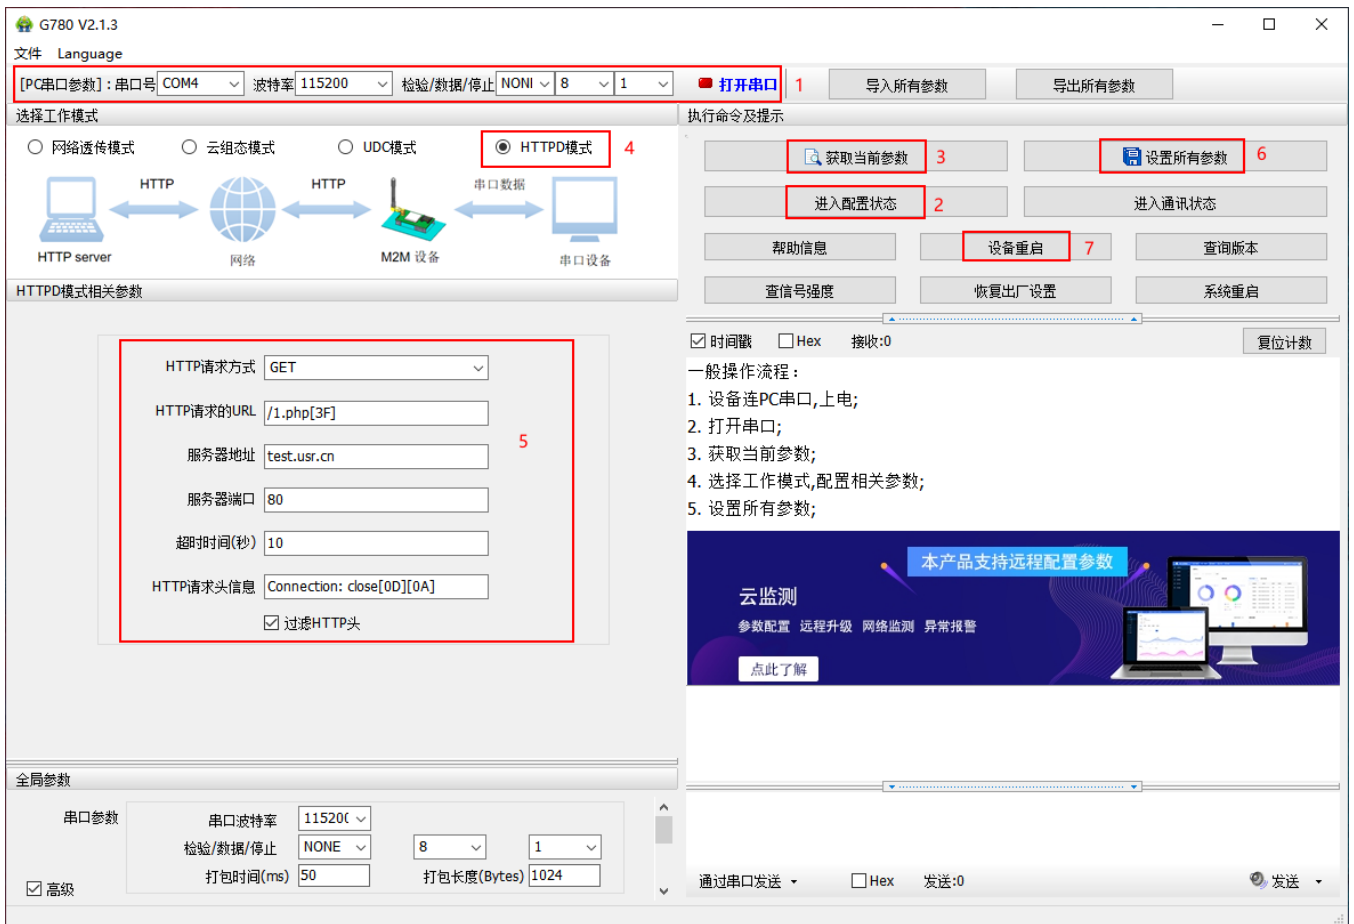 G780 V2.1.3
文件 Language
[PC串口参数]：串口号 COM4 波特率 115200 检验/数据/停止 NONI 8 1 打开串口 1 导入所有参数 导出所有参数
选择工作模式
网络透传模式 云组态模式 UDC模式 HTTPD模式 4
HTTP HTTP 串口数据
HTTP server 网络 M2M 设备 串口设备
HTTPD模式相关参数
HTTP请求方式 GET
HTTP请求的URL /1.php[3F]
5
服务器地址 test.usr.cn
服务器端口 80
超时时间(秒) 10
HTTP请求头信息 Connection: close[0D][0A]
过滤HTTP头
全局参数
串口参数 串口波特率 11520(
检验/数据/停止 NONE 8 1
打包时间(ms) 50 打包长度(Bytes) 1024
高级
执行命令及提示
获取当前参数 3 设置所有参数 6
进入配置状态 2 进入通讯状态
帮助信息 设备重启 7 查询版本
查信号强度 恢复出厂设置 系统重启
时间戳 Hex 接收:0 复位计数
一般操作流程：
1. 设备连PC串口,上电;
2. 打开串口;
3. 获取当前参数;
4. 选择工作模式,配置相关参数;
5. 设置所有参数;
本产品支持远程配置参数
云监测
参数配置 远程升级 网络监测 异常报警
点此了解
通过串口发送 Hex 发送:0 发送